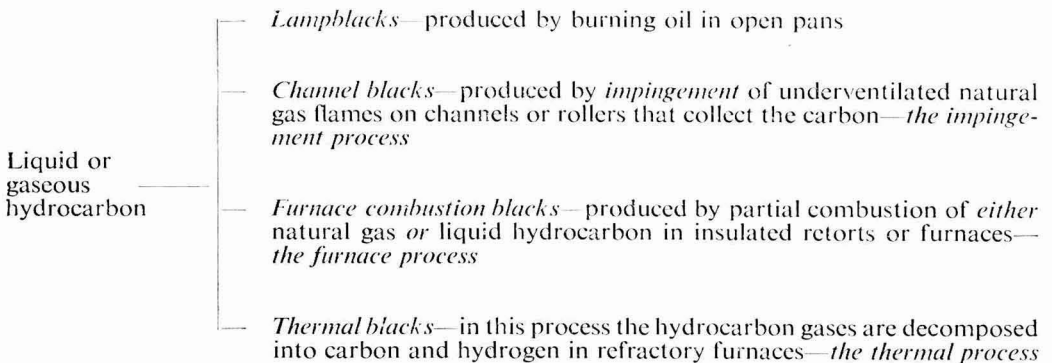 Lampblacks—produced by burning oil in open pans
Channel blacks—produced by impingement of underventilated natural
gas flames on channels or rollers that collect the carbon—the impinge-
ment process
Liquid or
gaseous
hydrocarbon
Furnace combustion blacks—produced by partial combustion of either
natural gas or liquid hydrocarbon in insulated retorts or furnaces—
the furnace process
Thermal blacks—in this process the hydrocarbon gases are decomposed
into carbon and hydrogen in refractory furnaces—the thermal process